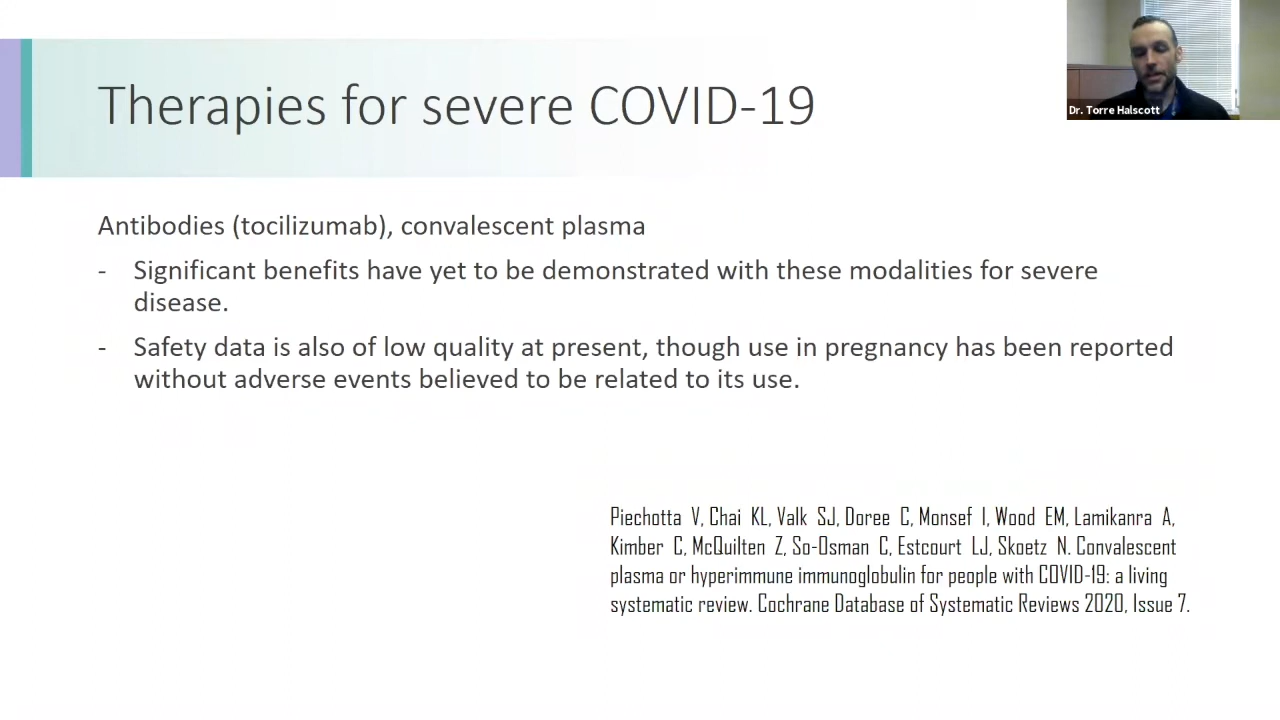 Therapies for severe COVID-19
Dr. Torre Halscott
Antibodies (tocilizumab), convalescent plasma
- Significant benefits have yet to be demonstrated with these modalities for severe
disease.
- Safety data is also of low quality at present, though use in pregnancy has been reported
without adverse events believed to be related to its use.
Piechotta V, Chai KL, Valk SJ, Doree C, Monsef I, Wood EM, Lamikanra A,
Kimber C, McQuilten Z, So-Osman C, Estcourt LJ, Skoetz N. Convalescent
plasma or hyperimmune immunoglobulin for people with COVID-19: a living
systematic review. Cochrane Database of Systematic Reviews 2020, Issue 7.